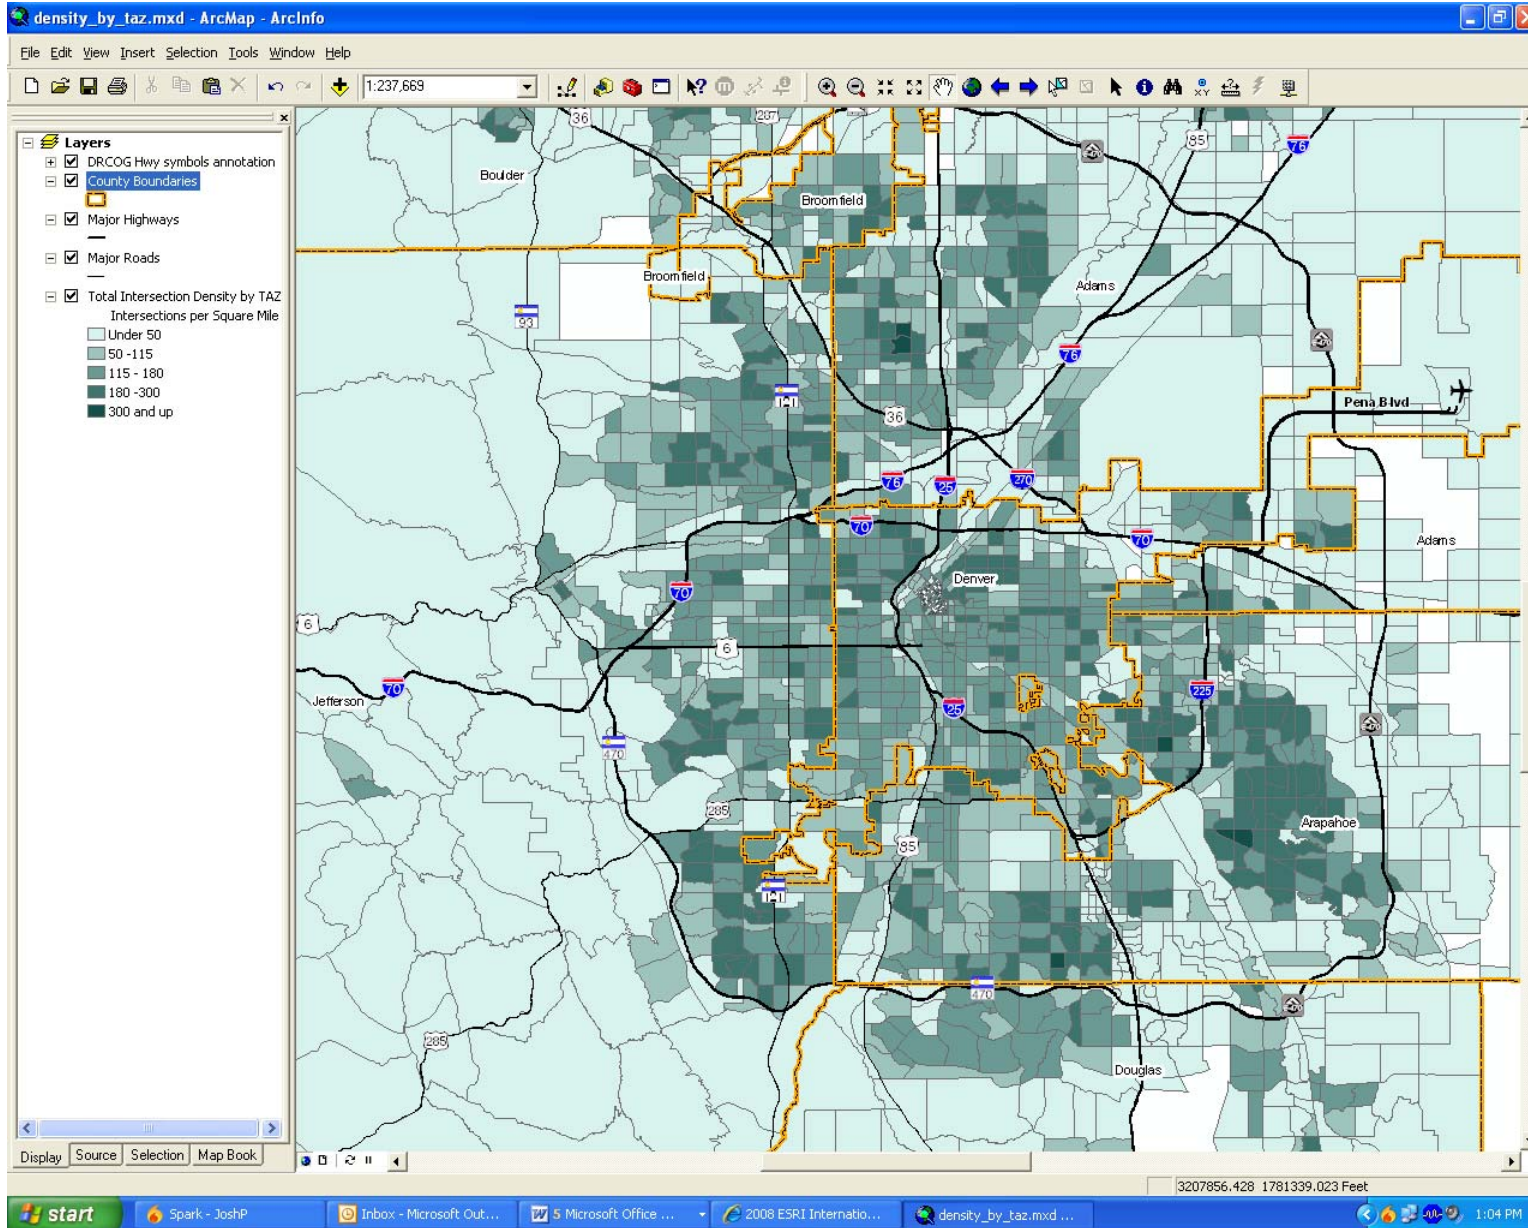 density_by_taz.mxd - ArcMap - ArcInfo
File Edit View Insert Selection Tools Window Help
1:237,669
Layers
DRCOG Hwy symbols annotation
County Boundaries
Major Highways
Major Roads
Total Intersection Density by TAZ
Intersections per Square Mile
Under 50
50 -115
115 - 180
180 -300
300 and up
Display Source Selection Map Book
36
287
85
76
Boulder
Broomfield
Broomfield
Adams
93
76
121
Pena Blvd
36
76
25
270
70
70
Adams
Denver
70
6
6
Jefferson
70
225
25
470
285
Arapahoe
85
121
470
285
Douglas
3207856.428 1781339.023 Feet
start
Spark - JoshP
Inbox - Microsoft Out...
5 Microsoft Office ...
2008 ESRI Internatio...
density_by_taz.mxd ...
1:04 PM